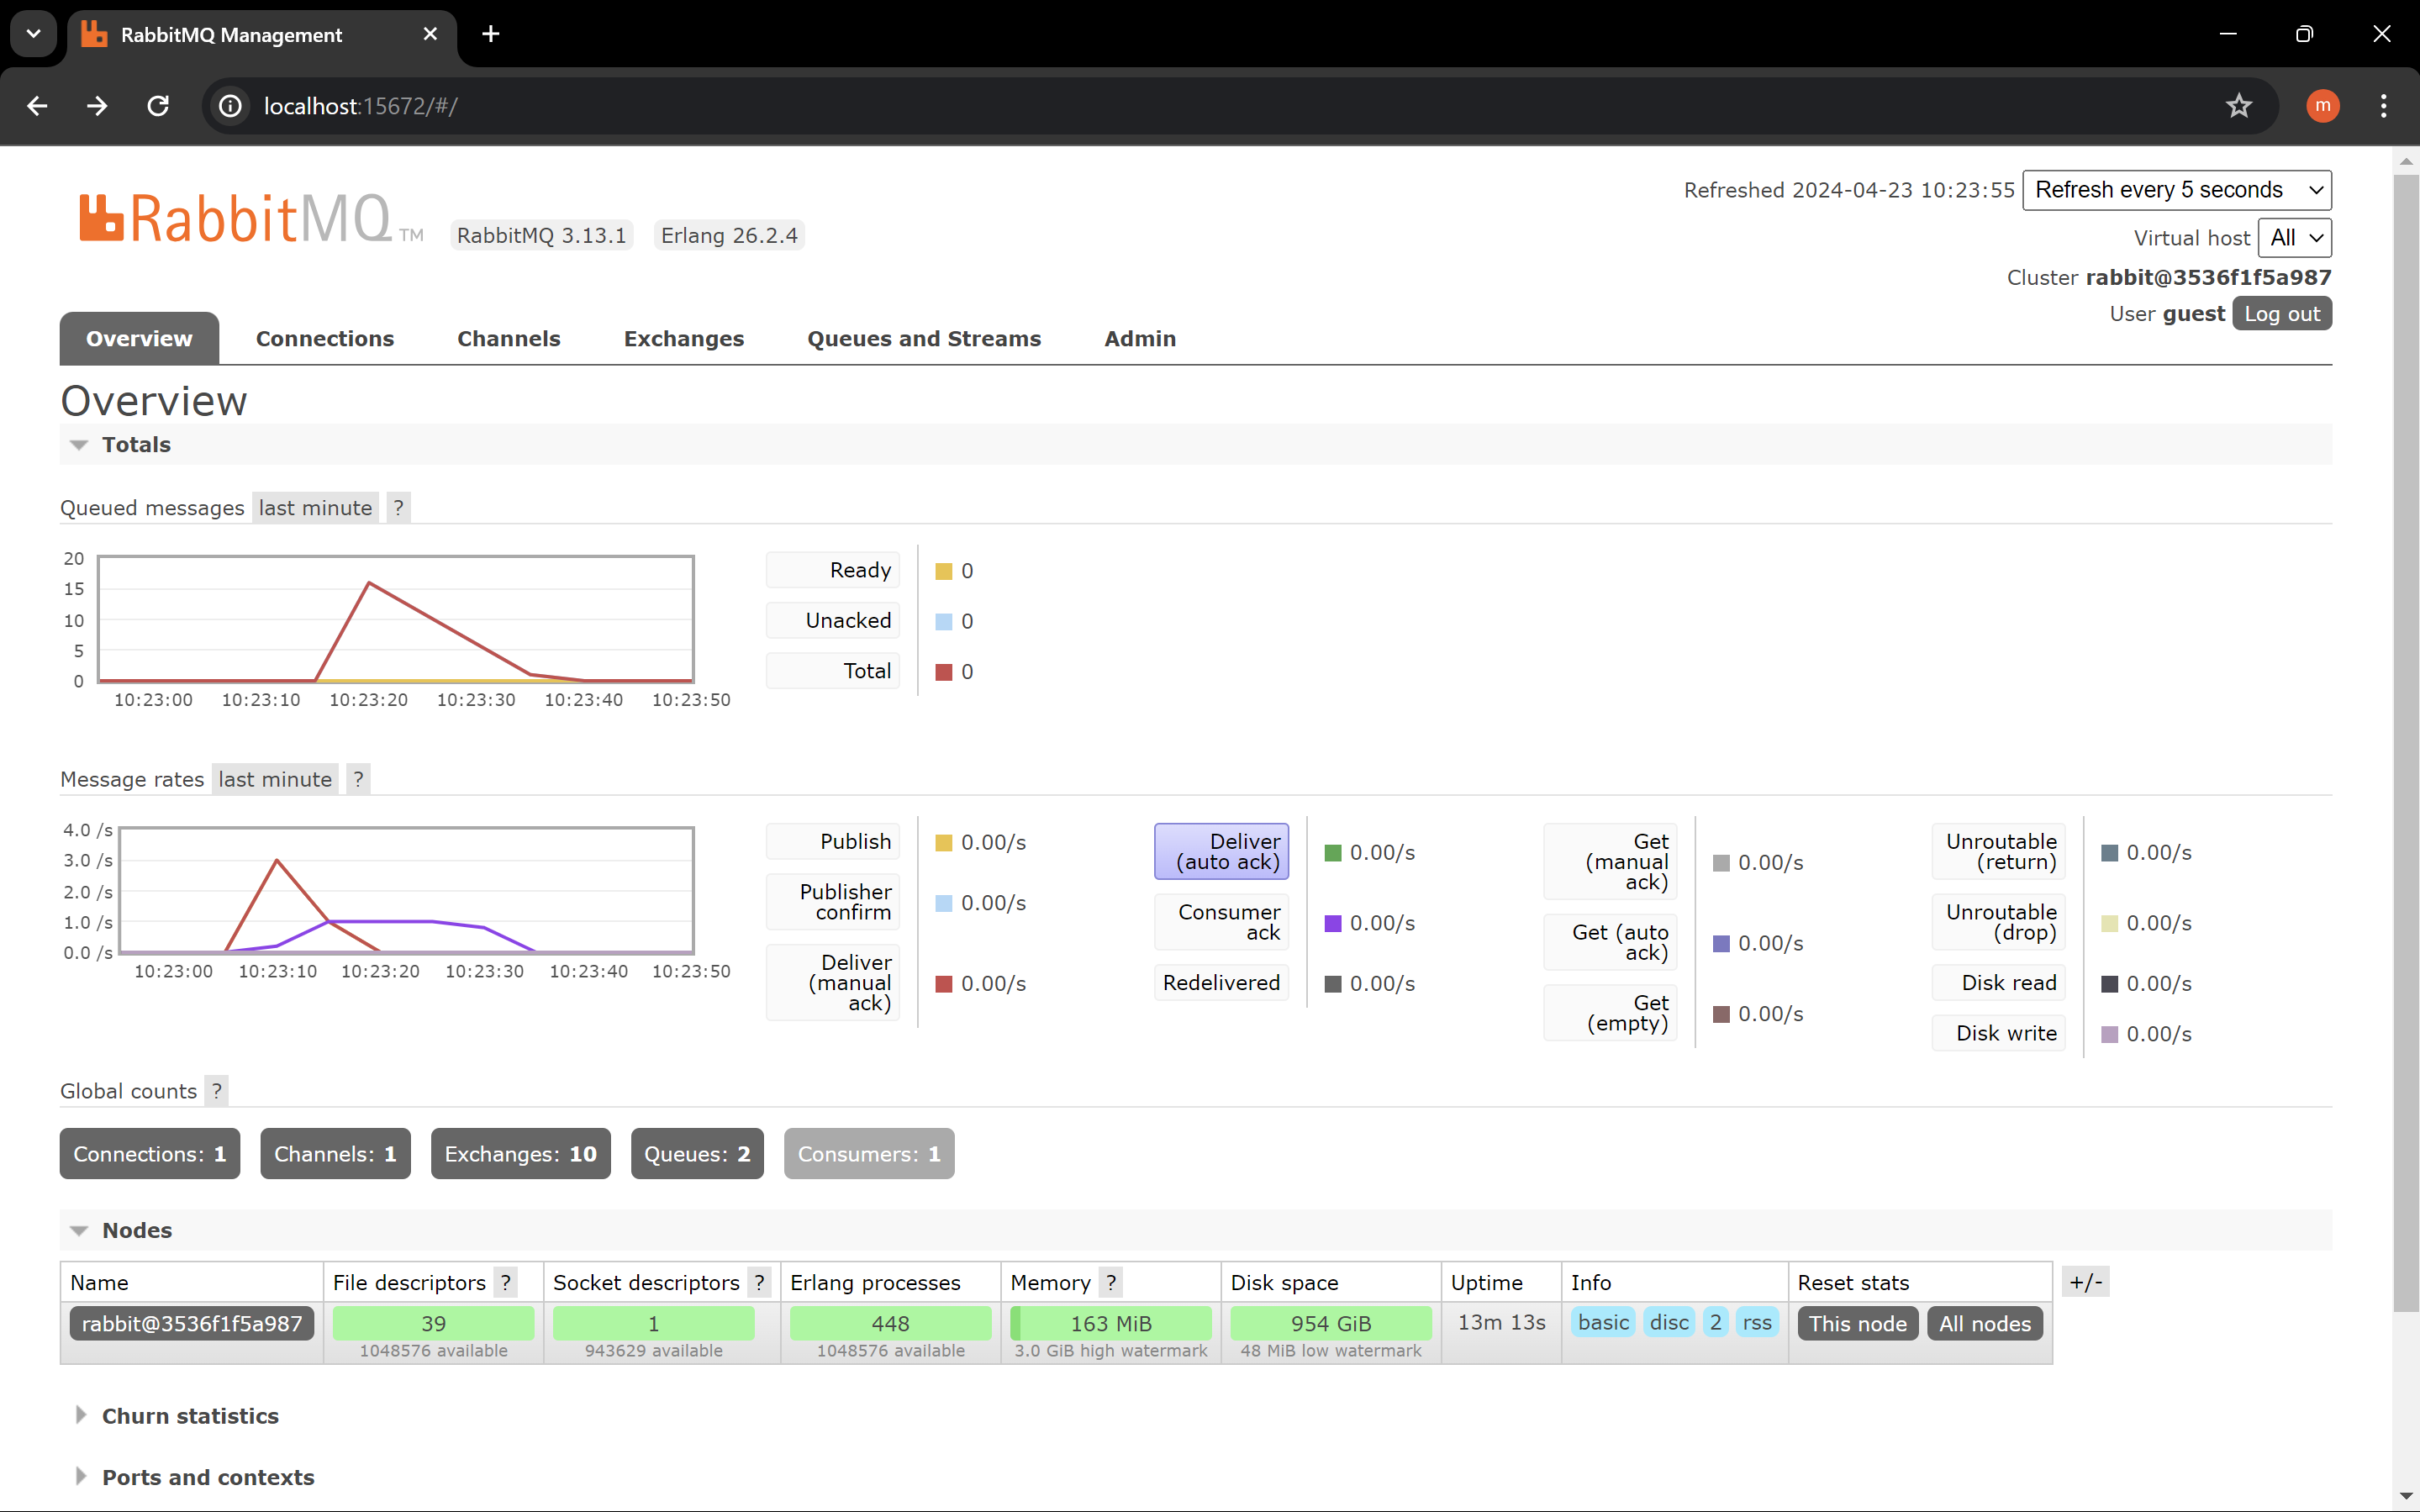 RabbitMQ Management
localhost:15672/#/
RabbitMQ TM
RabbitMQ 3.13.1 Erlang 26.2.4
Refreshed 2024-04-23 10:23:55 Refresh every 5 seconds
Virtual host All
Cluster rabbit@3536f1f5a987
User guest Log out
Overview Connections Channels Exchanges Queues and Streams Admin
Overview
Totals
Queued messages last minute ?
20
15
10
5
0
10:23:00 10:23:10 10:23:20 10:23:30 10:23:40 10:23:50
Ready 0
Unacked 0
Total 0
Message rates last minute ?
4.0 /s
3.0 /s
2.0 /s
1.0 /s
0.0 /s
10:23:00 10:23:10 10:23:20 10:23:30 10:23:40 10:23:50
Publish 0.00/s
Publisher
confirm 0.00/s
Deliver
(manual 0.00/s
ack)
Deliver
(auto ack) 0.00/s
Consumer
ack 0.00/s
Redelivered 0.00/s
Get
(manual 0.00/s
ack)
Get (auto
ack) 0.00/s
Get
(empty) 0.00/s
Unroutable
(return) 0.00/s
Unroutable
(drop) 0.00/s
Disk read 0.00/s
Disk write 0.00/s
Global counts ?
Connections: 1 Channels: 1 Exchanges: 10 Queues: 2 Consumers: 1
Nodes
Name File descriptors ? Socket descriptors ? Erlang processes Memory ? Disk space Uptime Info Reset stats +/-
rabbit@3536f1f5a987 39 1 448 163 MiB 954 GiB 13m 13s basic disc 2 rss This node All nodes
1048576 available 943629 available 1048576 available 3.0 GiB high watermark 48 MiB low watermark
Churn statistics
Ports and contexts
m